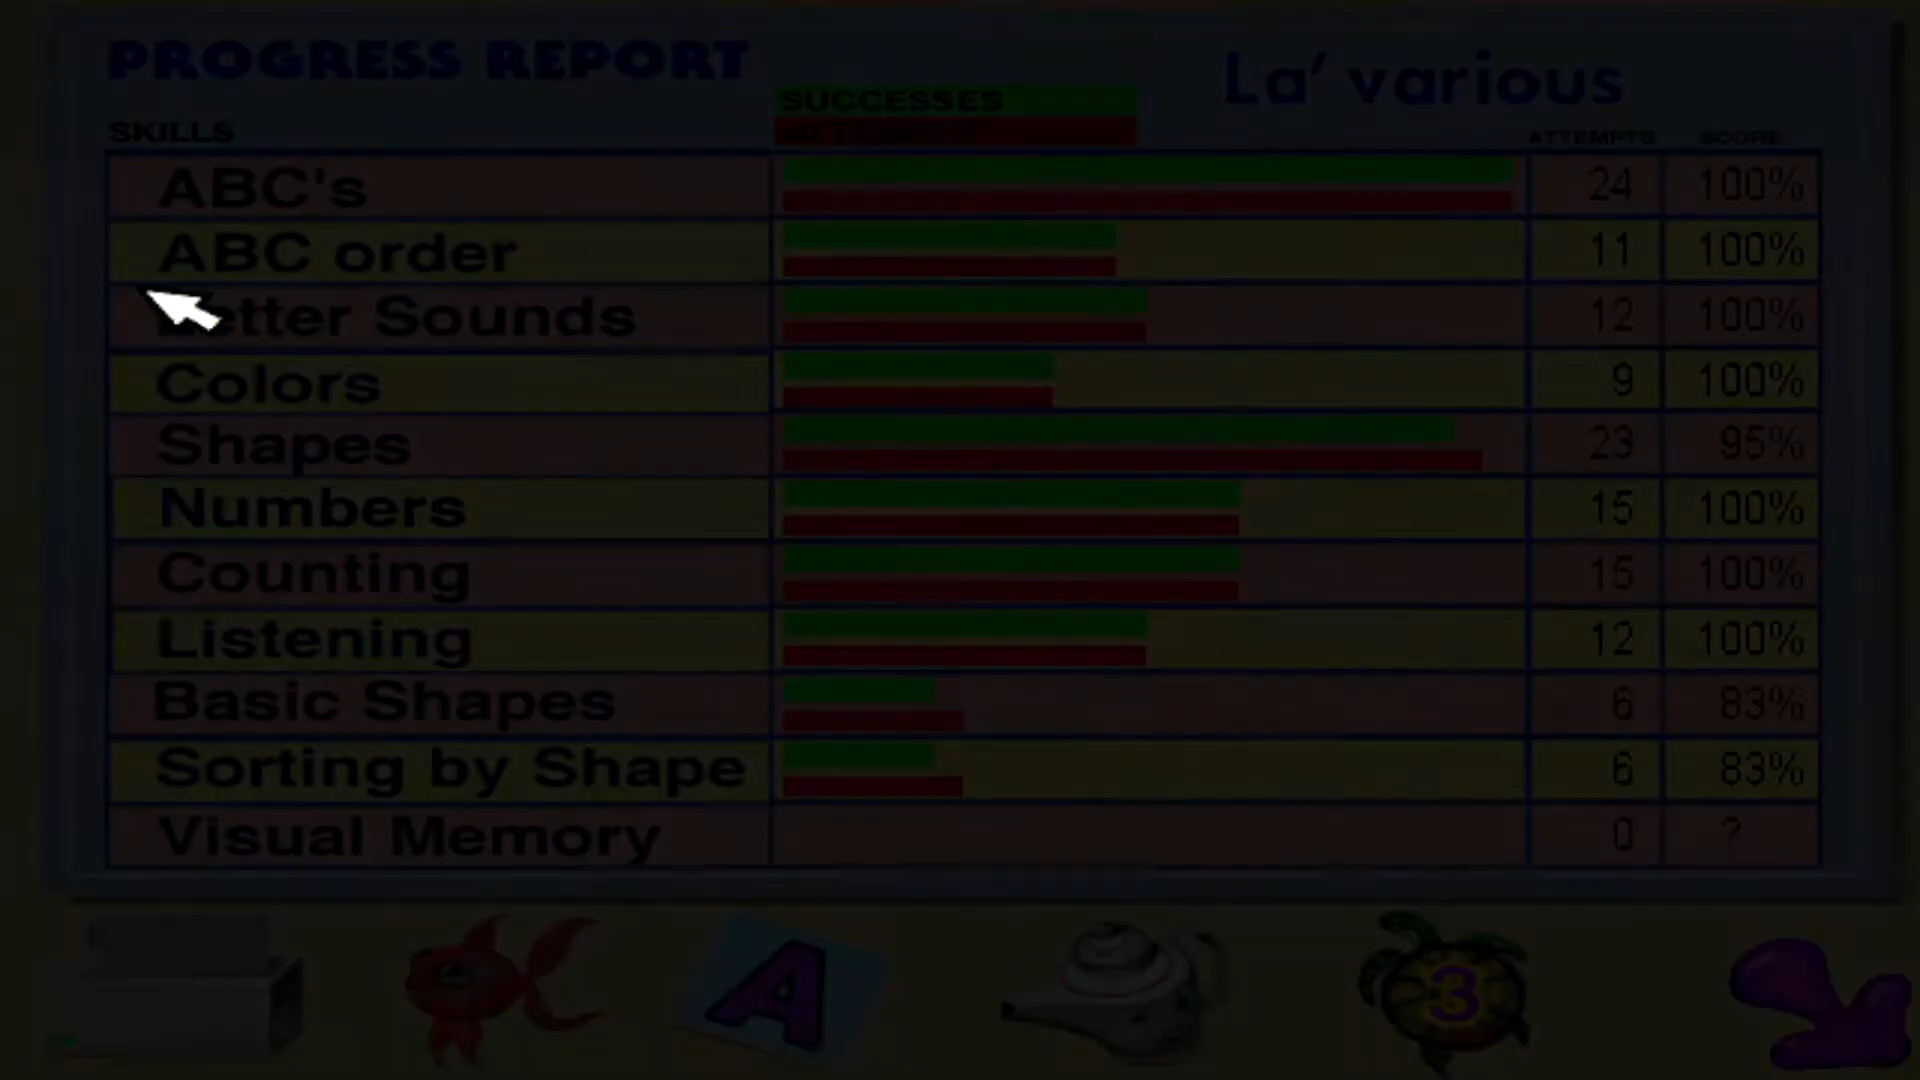 PROGRESS REPORT
La' various
SUCCESSES
ATTEMPTS
SKILLS
ATTEMPTS SCORE
ABC's 24 100%
ABC order 11 100%
etter Sounds 12 100%
Colors 9 100%
Shapes 23 95%
Numbers 15 100%
Counting 15 100%
Listening 12 100%
Basic Shapes 6 83%
Sorting by Shape 6 83%
Visual Memory 0 ?
A
3